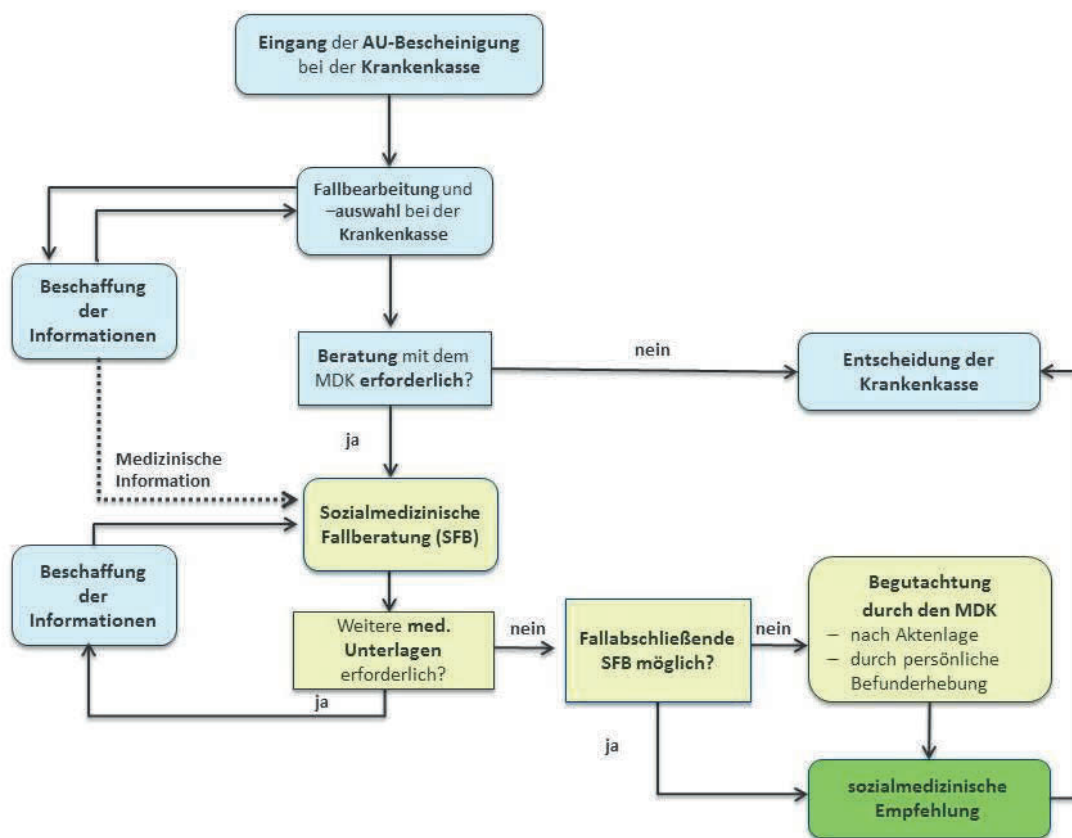 Eingang der AU-Bescheinigung
bei der Krankenkasse
Fallbearbeitung und
–auswahl bei der
Krankenkasse
Beschaffung
der
Informationen
Beratung mit dem
MDK erforderlich?
nein
Entscheidung der
Krankenkasse
ja
Medizinische
Information
Sozialmedizinische
Fallberatung (SFB)
Beschaffung
der
Informationen
Weitere med.
Unterlagen
erforderlich?
nein
ja
Fallabschließende
SFB möglich?
nein
ja
Begutachtung
durch den MDK
– nach Aktenlage
– durch persönliche
Befunderhebung
sozialmedizinische
Empfehlung